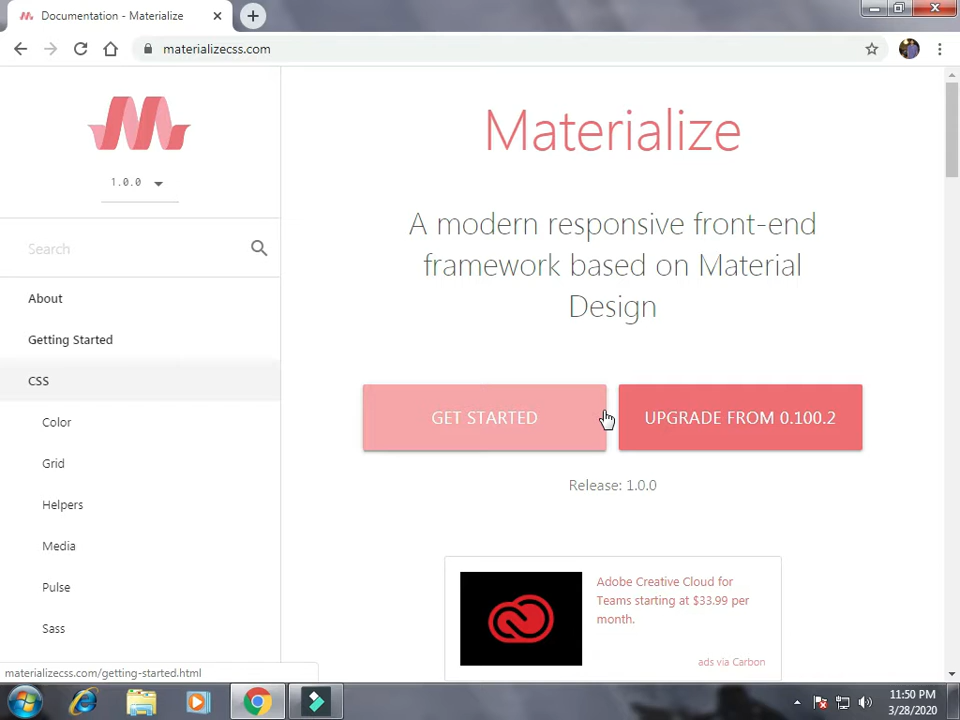 Documentation - Materialize
materializecss.com
1.0.0
Search
About
Getting Started
CSS
Color
Grid
Helpers
Media
Pulse
Sass
Materialize
A modern responsive front-end
framework based on Material
Design
GET STARTED
UPGRADE FROM 0.100.2
Release: 1.0.0
Adobe Creative Cloud for
Teams starting at $33.99 per
month.
ads via Carbon
materializecss.com/getting-started.html
11:50 PM
3/28/2020